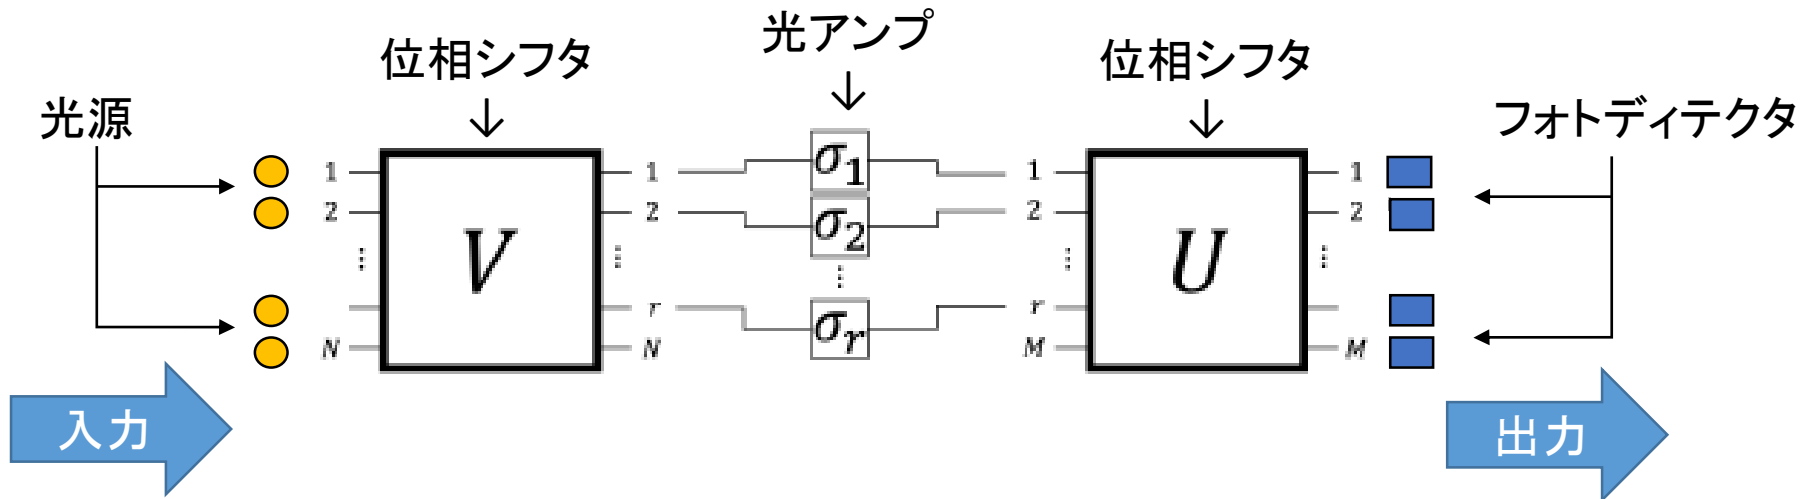 光アンプ
位相シフタ
位相シフタ
光源
フォトディテクタ
1 1 σ1 1 1
2 V 2 σ2 2 U 2
⋮ ⋮ ⋮ ⋮ ⋮
r σr r
N N M M
入力
出力